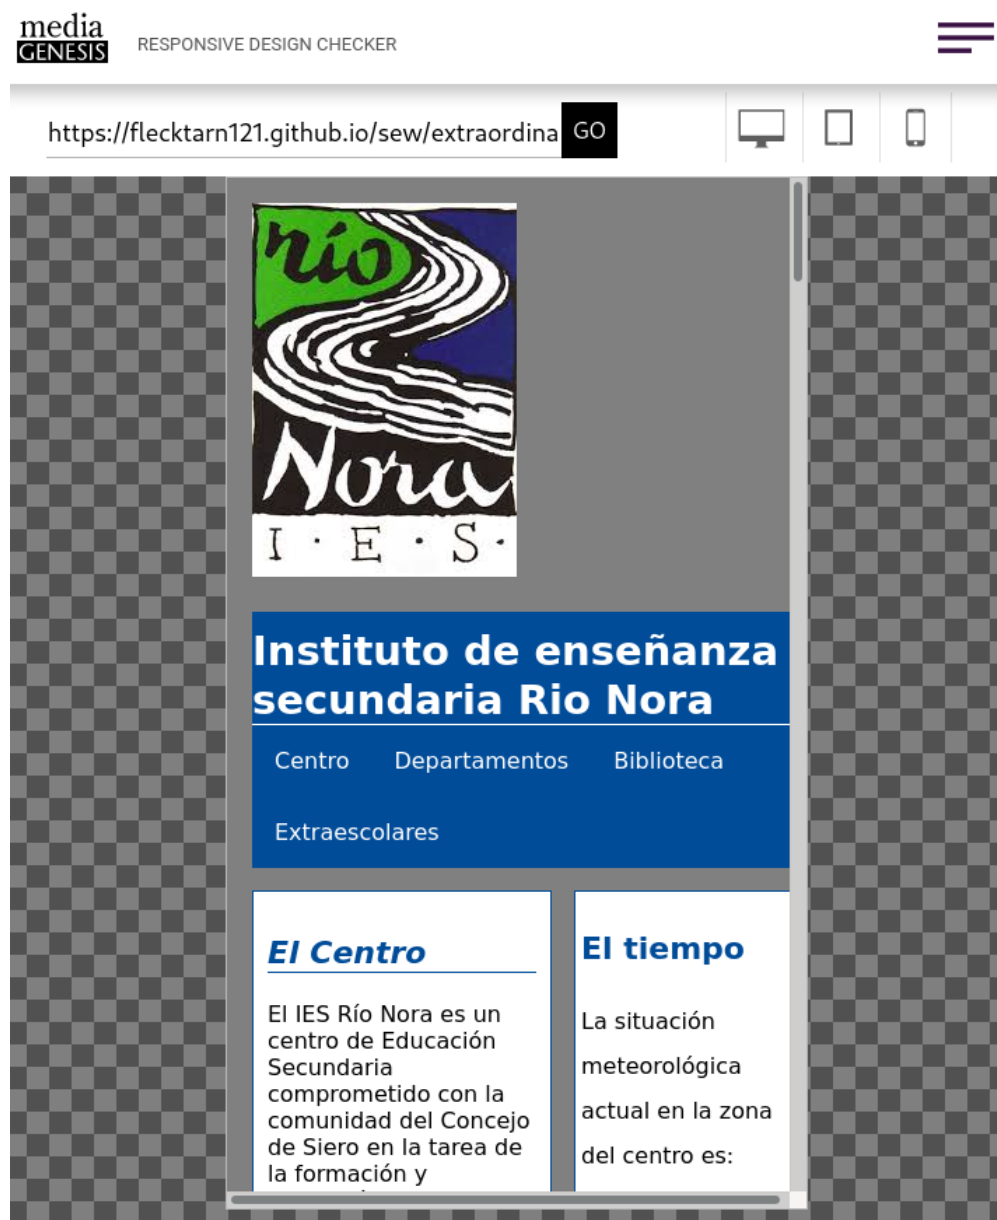 media
GENESIS
RESPONSIVE DESIGN CHECKER
https://flecktarn121.github.io/sew/extraordina
GO
río
Nora
I · E · S ·
Instituto de enseñanza
secundaria Rio Nora
Centro Departamentos Biblioteca
Extraescolares
El Centro
El IES Río Nora es un
centro de Educación
Secundaria
comprometido con la
comunidad del Concejo
de Siero en la tarea de
la formación y
El tiempo
La situación
meteorológica
actual en la zona
del centro es: